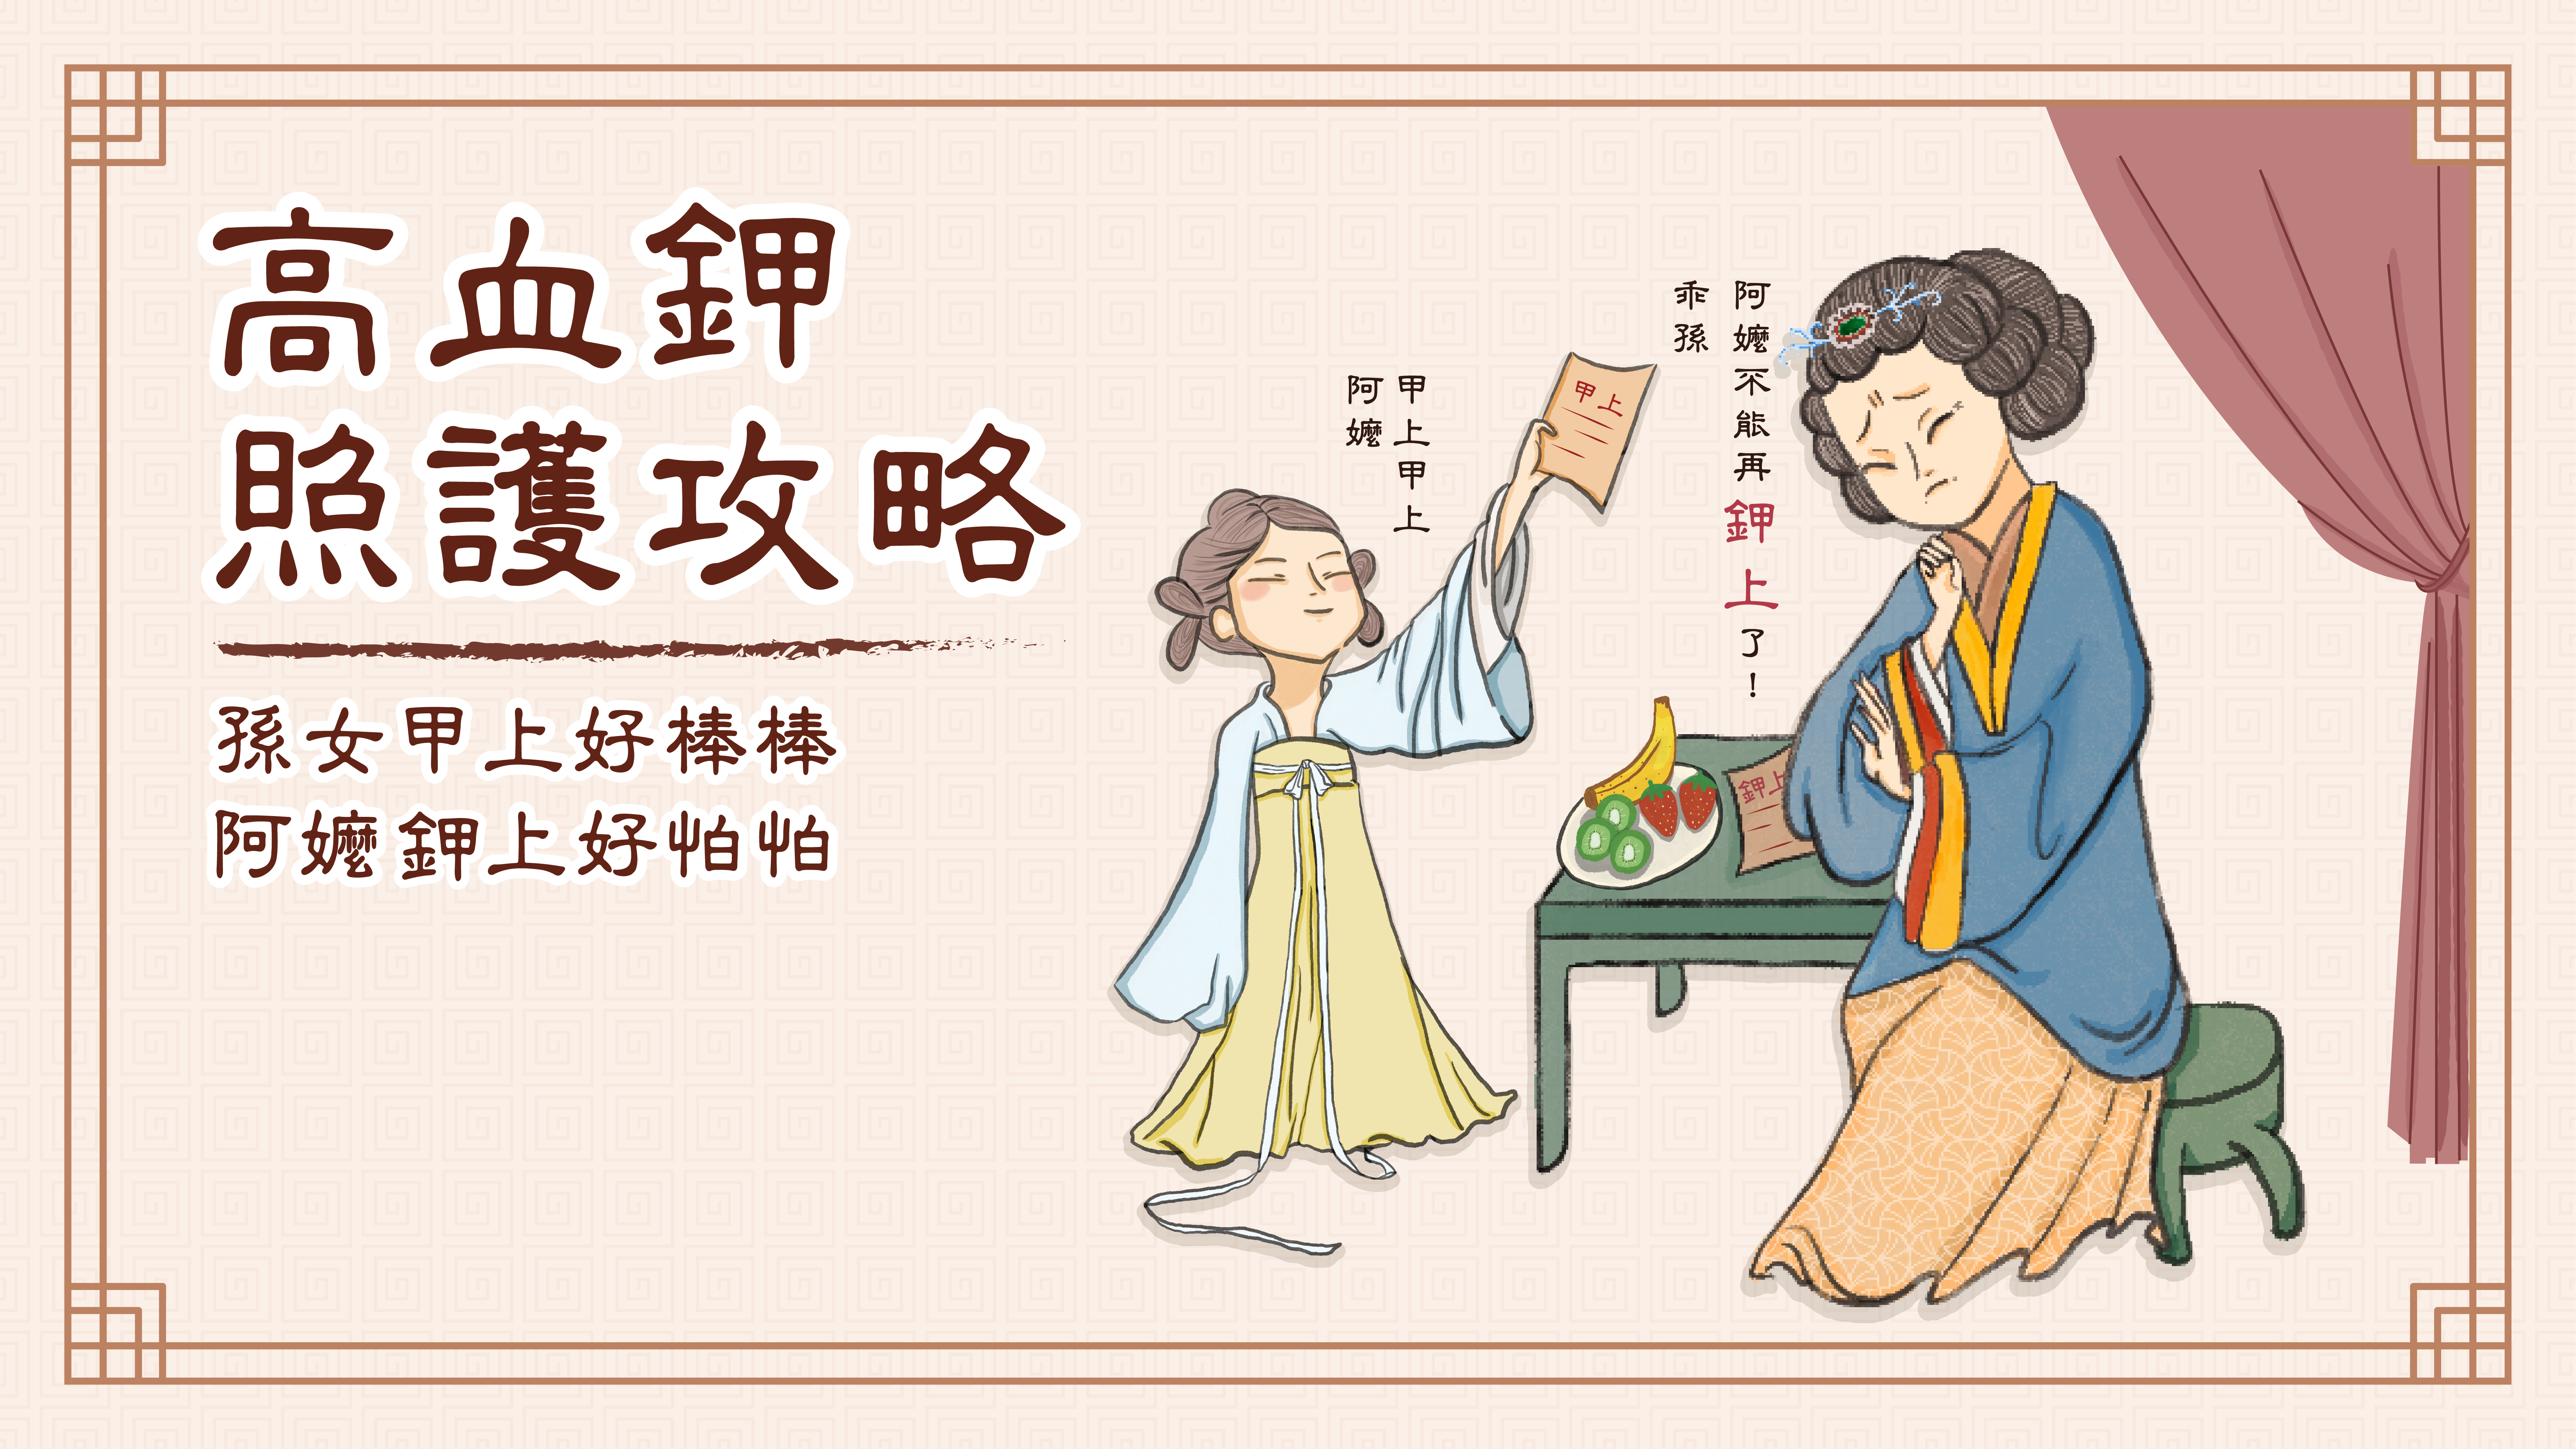 高血鉀
照護攻略
孫女甲上好棒棒
阿嬤鉀上好怕怕
阿嬤
甲上甲上
甲上
乖孫
阿嬤不能再鉀上了!
鉀上